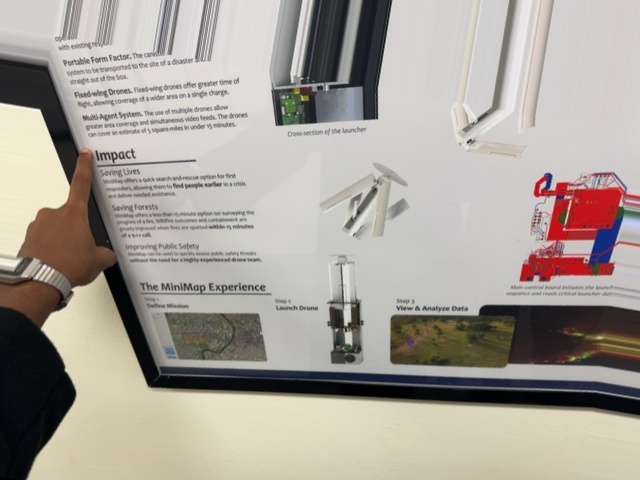 with existing
Portable Form Factor. The
system to be transported to the site of a disaster
straight out of the box.
Fixed-wing Drones. Fixed-wing drones offer greater time of
flight, allowing coverage of a wider area on a single charge.
Multi-Agent System. The use of multiple drones allow
greater area coverage and simultaneous video feeds. The drones
can cover an estimate of 5 square miles in under 15 minutes.
Cross-section of the launcher
Impact
Saving Lives
MiniMap offers a quick search-and-rescue option for first
responders, allowing them to find people earlier in a crisis
and deliver needed assistance.
Saving Forests
MiniMap offers a less-than-15-minute option for surveying the
progress of a fire. Wildfire outcomes and containment are
greatly improved when fires are spotted within 15 minutes
of a 911 call.
Improving Public Safety
MiniMap can be used to quickly assess public safety threats
without the need for a highly-experienced drone team.
Main control board initiates the launch
sequence and reads critical launcher
The MiniMap Experience
Step 1
Define Mission
Step 2
Launch Drone
Step 3
View & Analyze Data